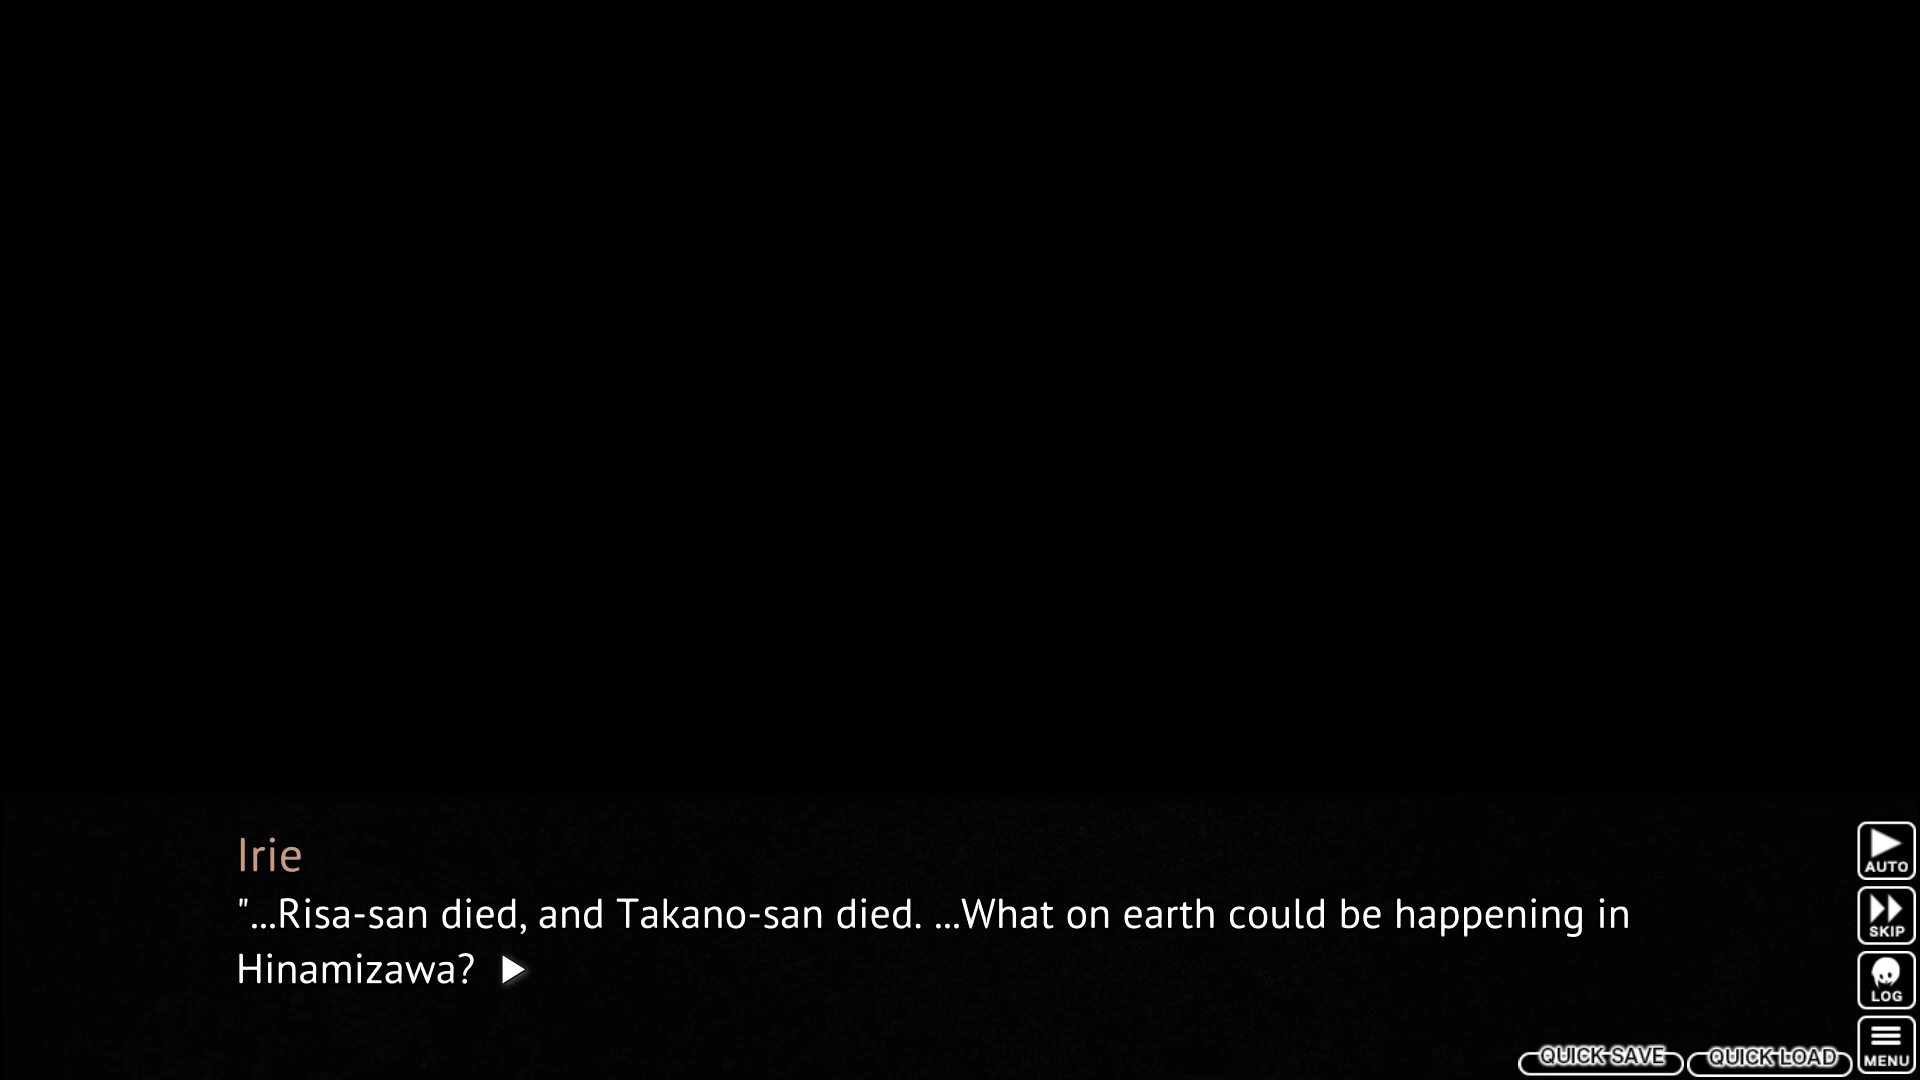 Irie
"...Risa-san died, and Takano-san died. ...What on earth could be happening in
Hinamizawa?
AUTO
SKIP
LOG
MENU
QUICK SAVE
QUICK LOAD